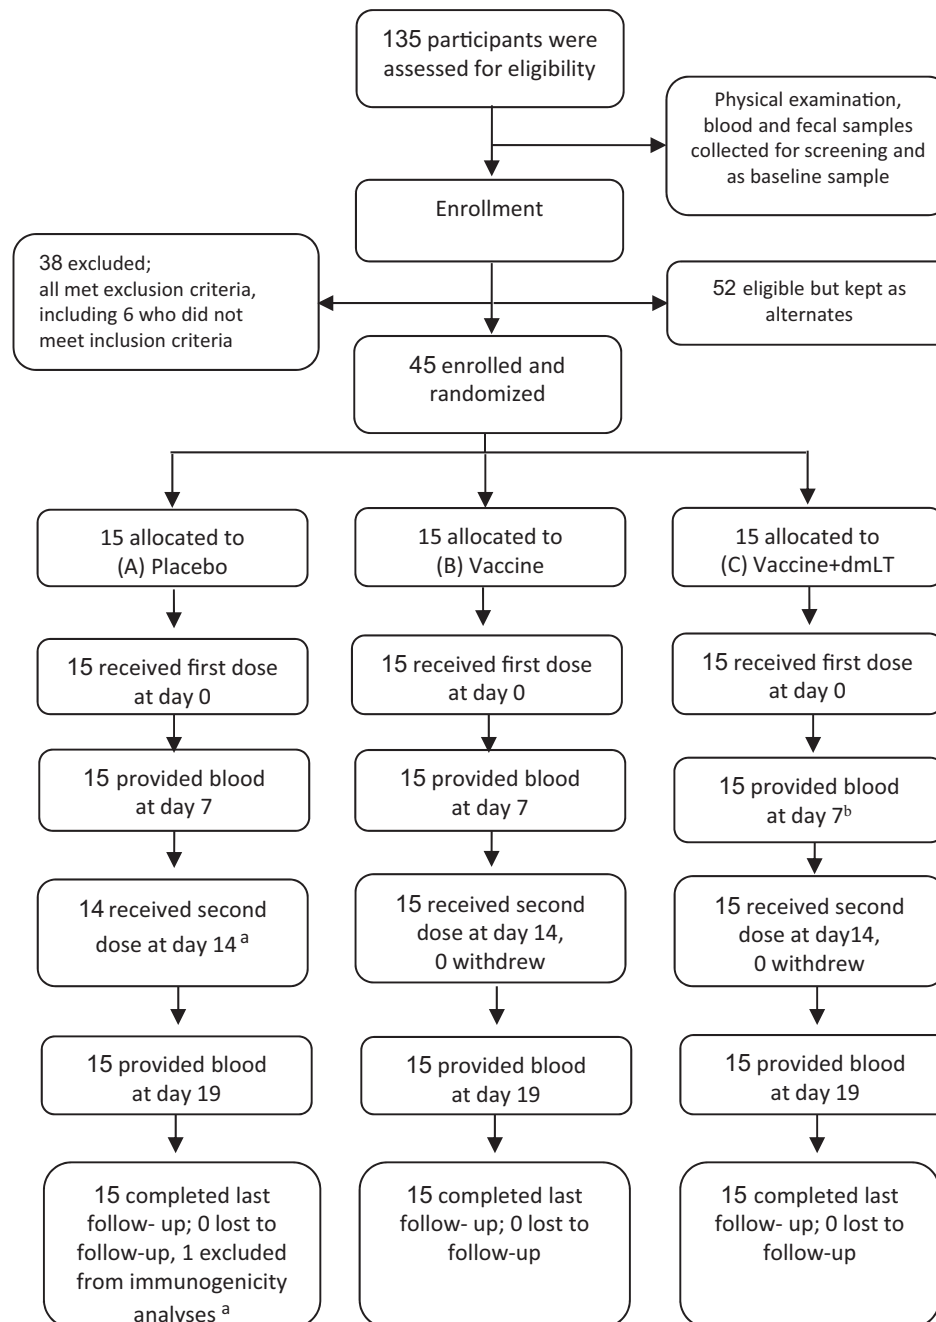 135 participants were
assessed for eligibility
Physical examination,
blood and fecal samples
collected for screening and
as baseline sample
Enrollment
38 excluded;
all met exclusion criteria,
including 6 who did not
meet inclusion criteria
52 eligible but kept as
alternates
45 enrolled and
randomized
15 allocated to
(A) Placebo
15 allocated to
(B) Vaccine
15 allocated to
(C) Vaccine+dmLT
15 received first dose
at day 0
15 received first dose
at day 0
15 received first dose
at day 0
15 provided blood
at day 7
15 provided blood
at day 7
15 provided blood
at day 7ᵇ
14 received second
dose at day 14 ᵃ
15 received second
dose at day 14,
0 withdrew
15 received second
dose at day14,
0 withdrew
15 provided blood
at day 19
15 provided blood
at day 19
15 provided blood
at day 19
15 completed last
follow- up; 0 lost to
follow-up, 1 excluded
from immunogenicity
analyses ᵃ
15 completed last
follow- up; 0 lost to
follow-up
15 completed last
follow- up; 0 lost to
follow-up